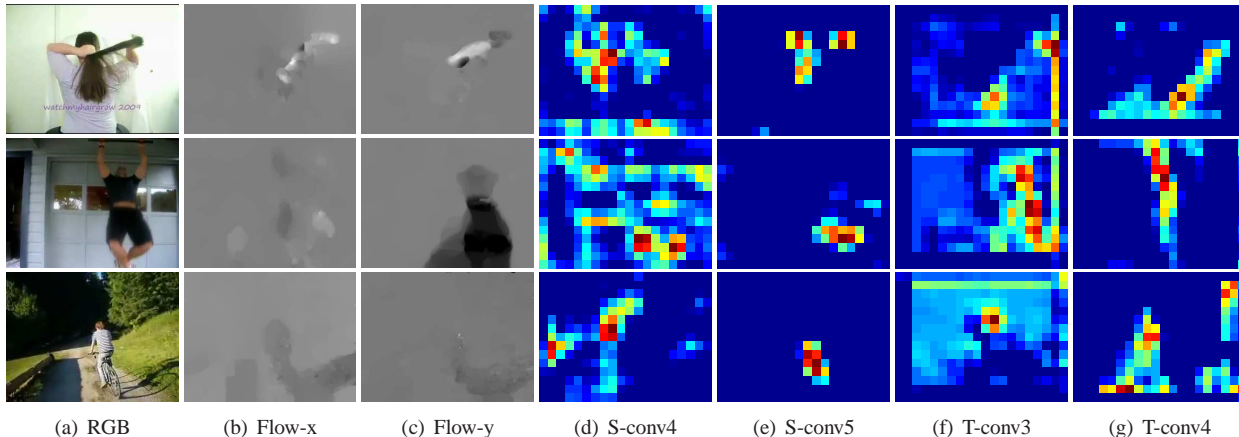 watchmyhairgrow 2009
(a) RGB (b) Flow-x (c) Flow-y (d) S-conv4 (e) S-conv5 (f) T-conv3 (g) T-conv4